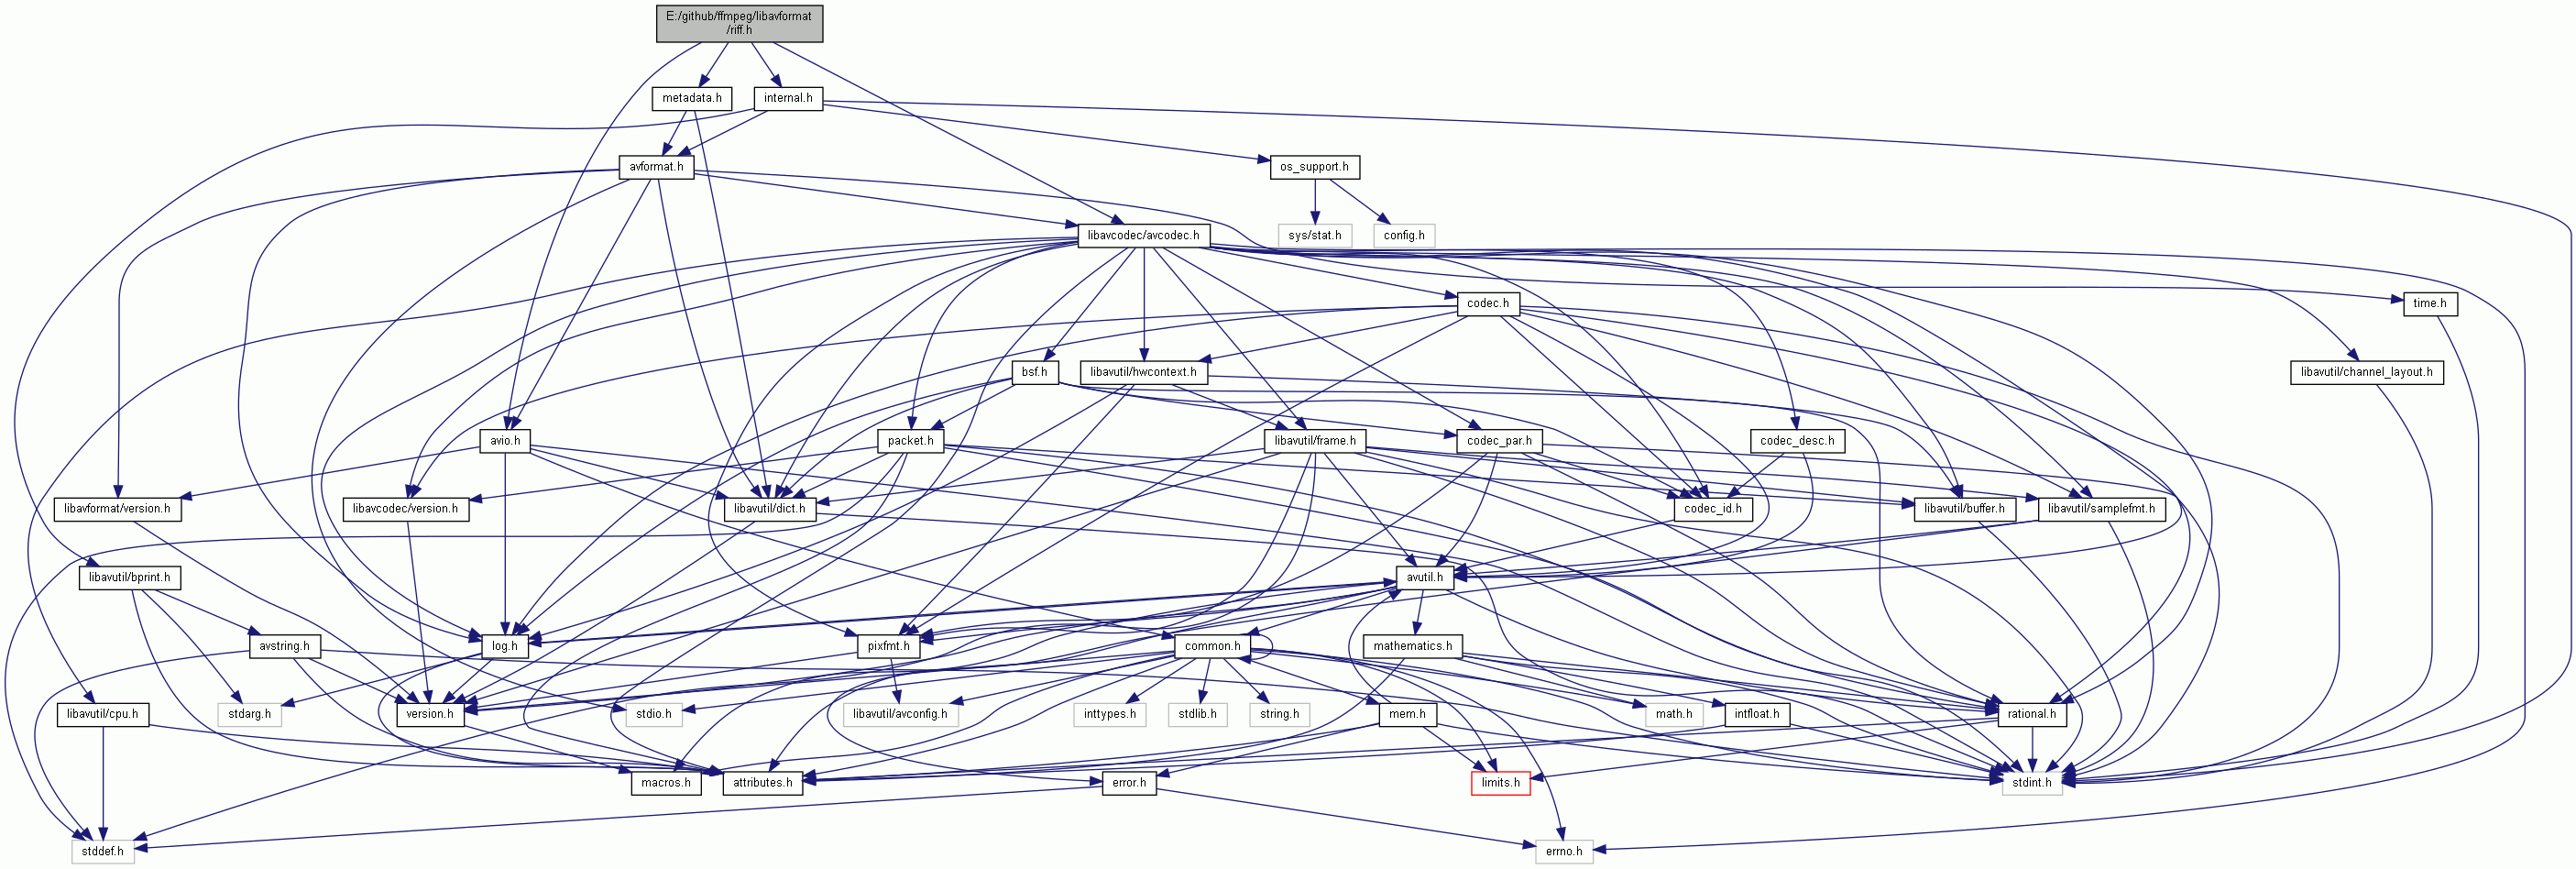 E:/github/ffmpeg/libavformat
/riff.h
metadata.h
internal.h
avformat.h
os_support.h
libavcodec/avcodec.h
sys/stat.h
config.h
codec.h
time.h
bsf.h
libavutil/hwcontext.h
libavutil/channel_layout.h
avio.h
packet.h
libavutil/frame.h
codec_par.h
codec_desc.h
libavformat/version.h
libavcodec/version.h
libavutil/dict.h
codec_id.h
libavutil/buffer.h
libavutil/samplefmt.h
libavutil/bprint.h
avutil.h
avstring.h
log.h
pixfmt.h
common.h
mathematics.h
libavutil/cpu.h
stdarg.h
version.h
stdio.h
libavutil/avconfig.h
inttypes.h
stdlib.h
string.h
mem.h
math.h
intfloat.h
rational.h
macros.h
attributes.h
error.h
limits.h
stdint.h
stddef.h
errno.h